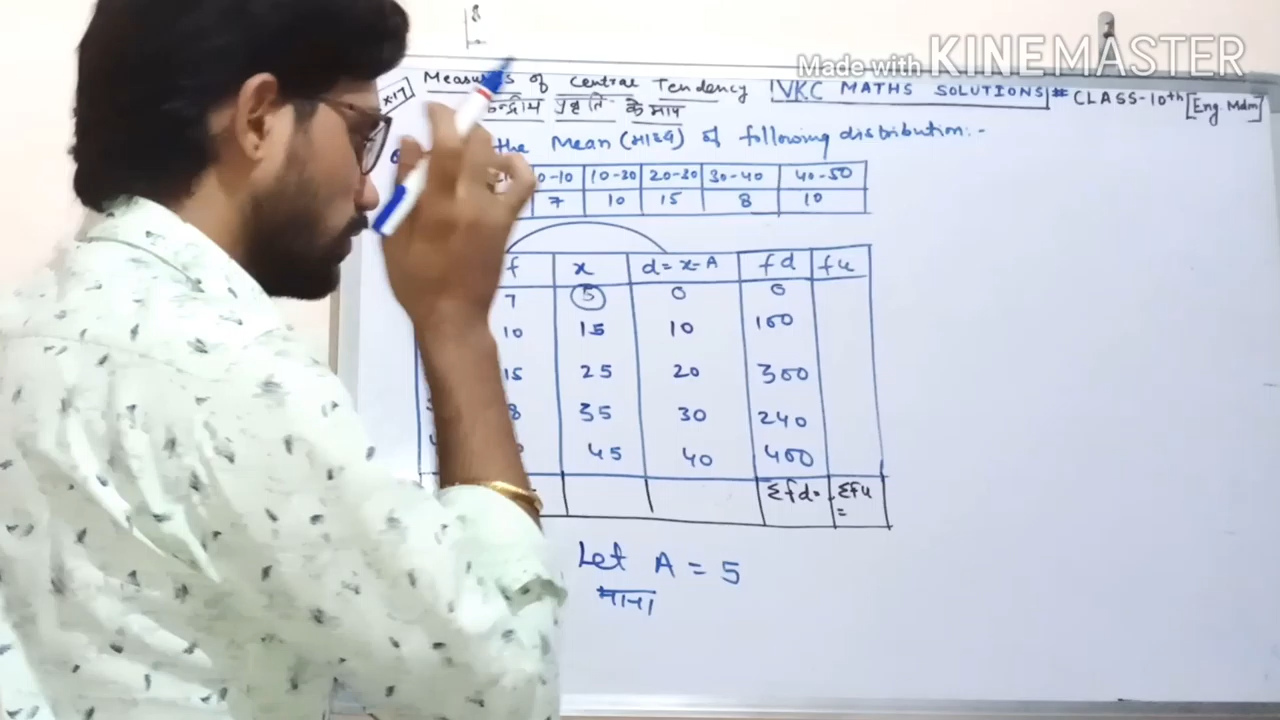 Made with KINEMASTER
Measures of Central Tendency VKC MATHS SOLUTIONS # CLASS-10th [Eng. Mdm]
के माप
the Mean (माध्य) of following distribution:-
0-10 10-30 20-30 30-40 40-50
7 10 15 8 10
f x d=x-A fd fu
7 5 0 0
10 15 10 100
15 25 20 300
8 35 30 240
45 40 400
Σfd= Σfu =
Let A = 5
माना